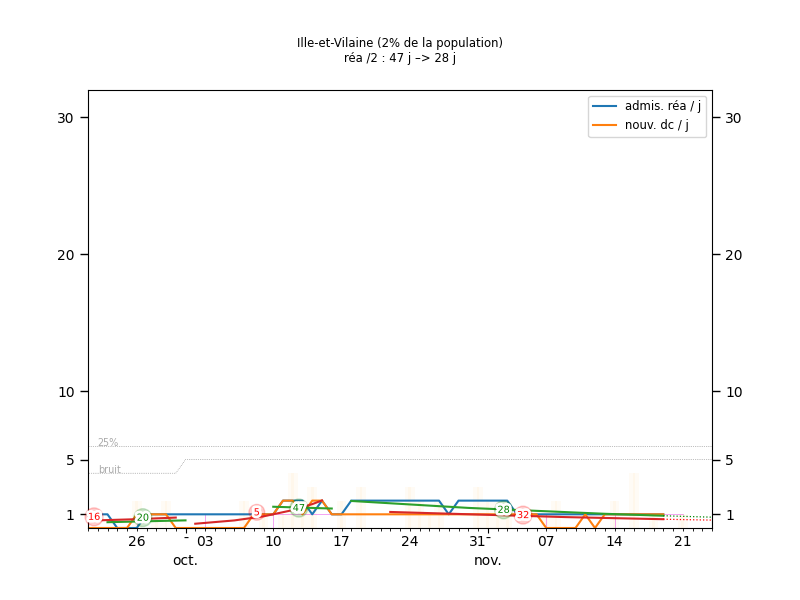 Ille-et-Vilaine (2% de la population)
réa /2 : 47 j –> 28 j
admis. réa / j
nouv. dc / j
30 30
20 20
10 10
25%
5 5
bruit
1 16 20 5 47 28 32 1
26 - 03 10 17 24 31 07 14 21
oct. nov.